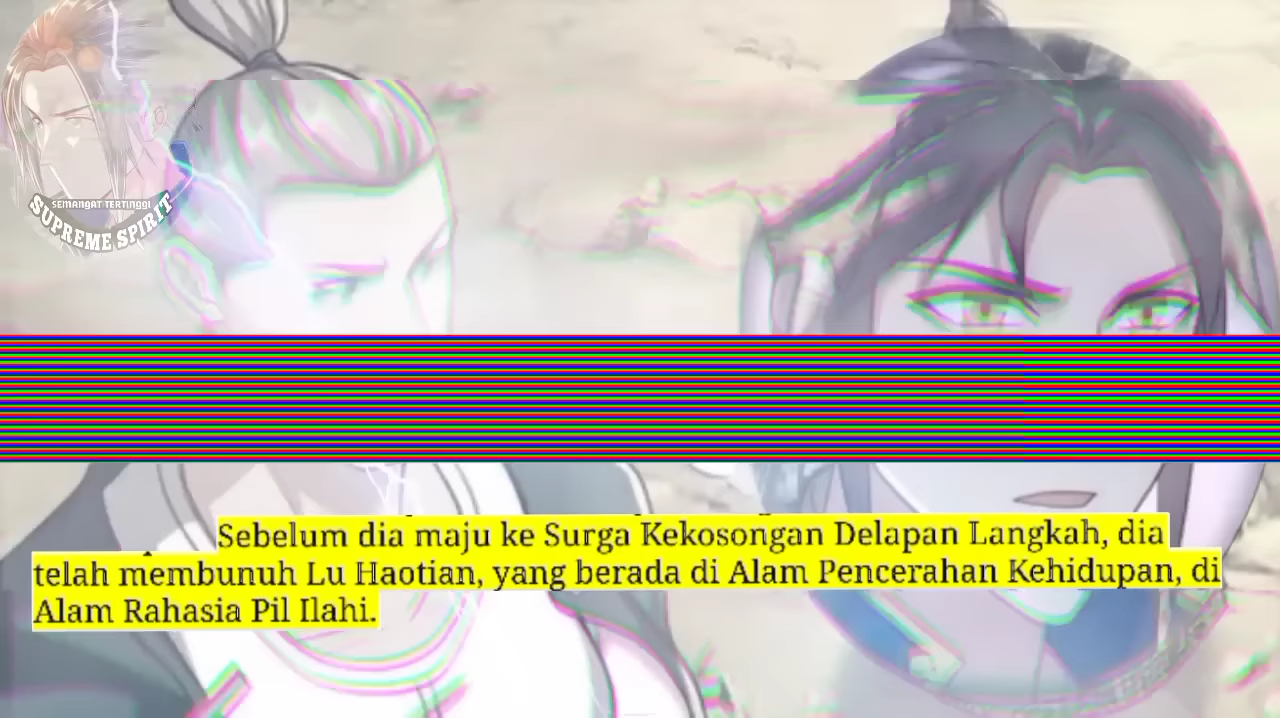 SEMANGAT TERTINGGI
SUPREME SPIRIT
Sebelum dia maju ke Surga Kekosongan Delapan Langkah, dia
telah membunuh Lu Haotian, yang berada di Alam Pencerahan Kehidupan, di
Alam Rahasia Pil Ilahi.